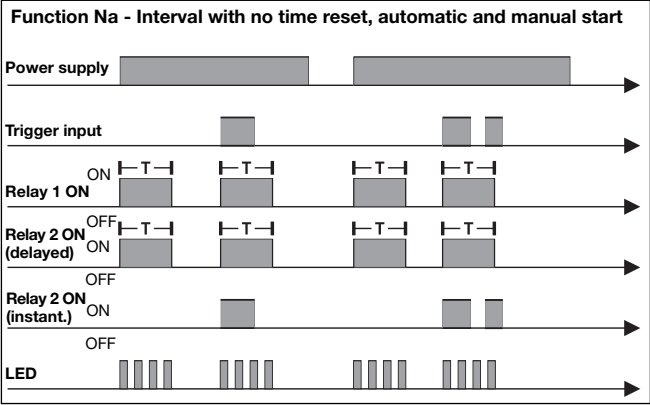 Function Na - Interval with no time reset, automatic and manual start
Power supply
Trigger input
ON
T T T T
Relay 1 ON
OFF
T T T T
Relay 2 ON
(delayed) ON
OFF
Relay 2 ON
(instant.) ON
OFF
LED